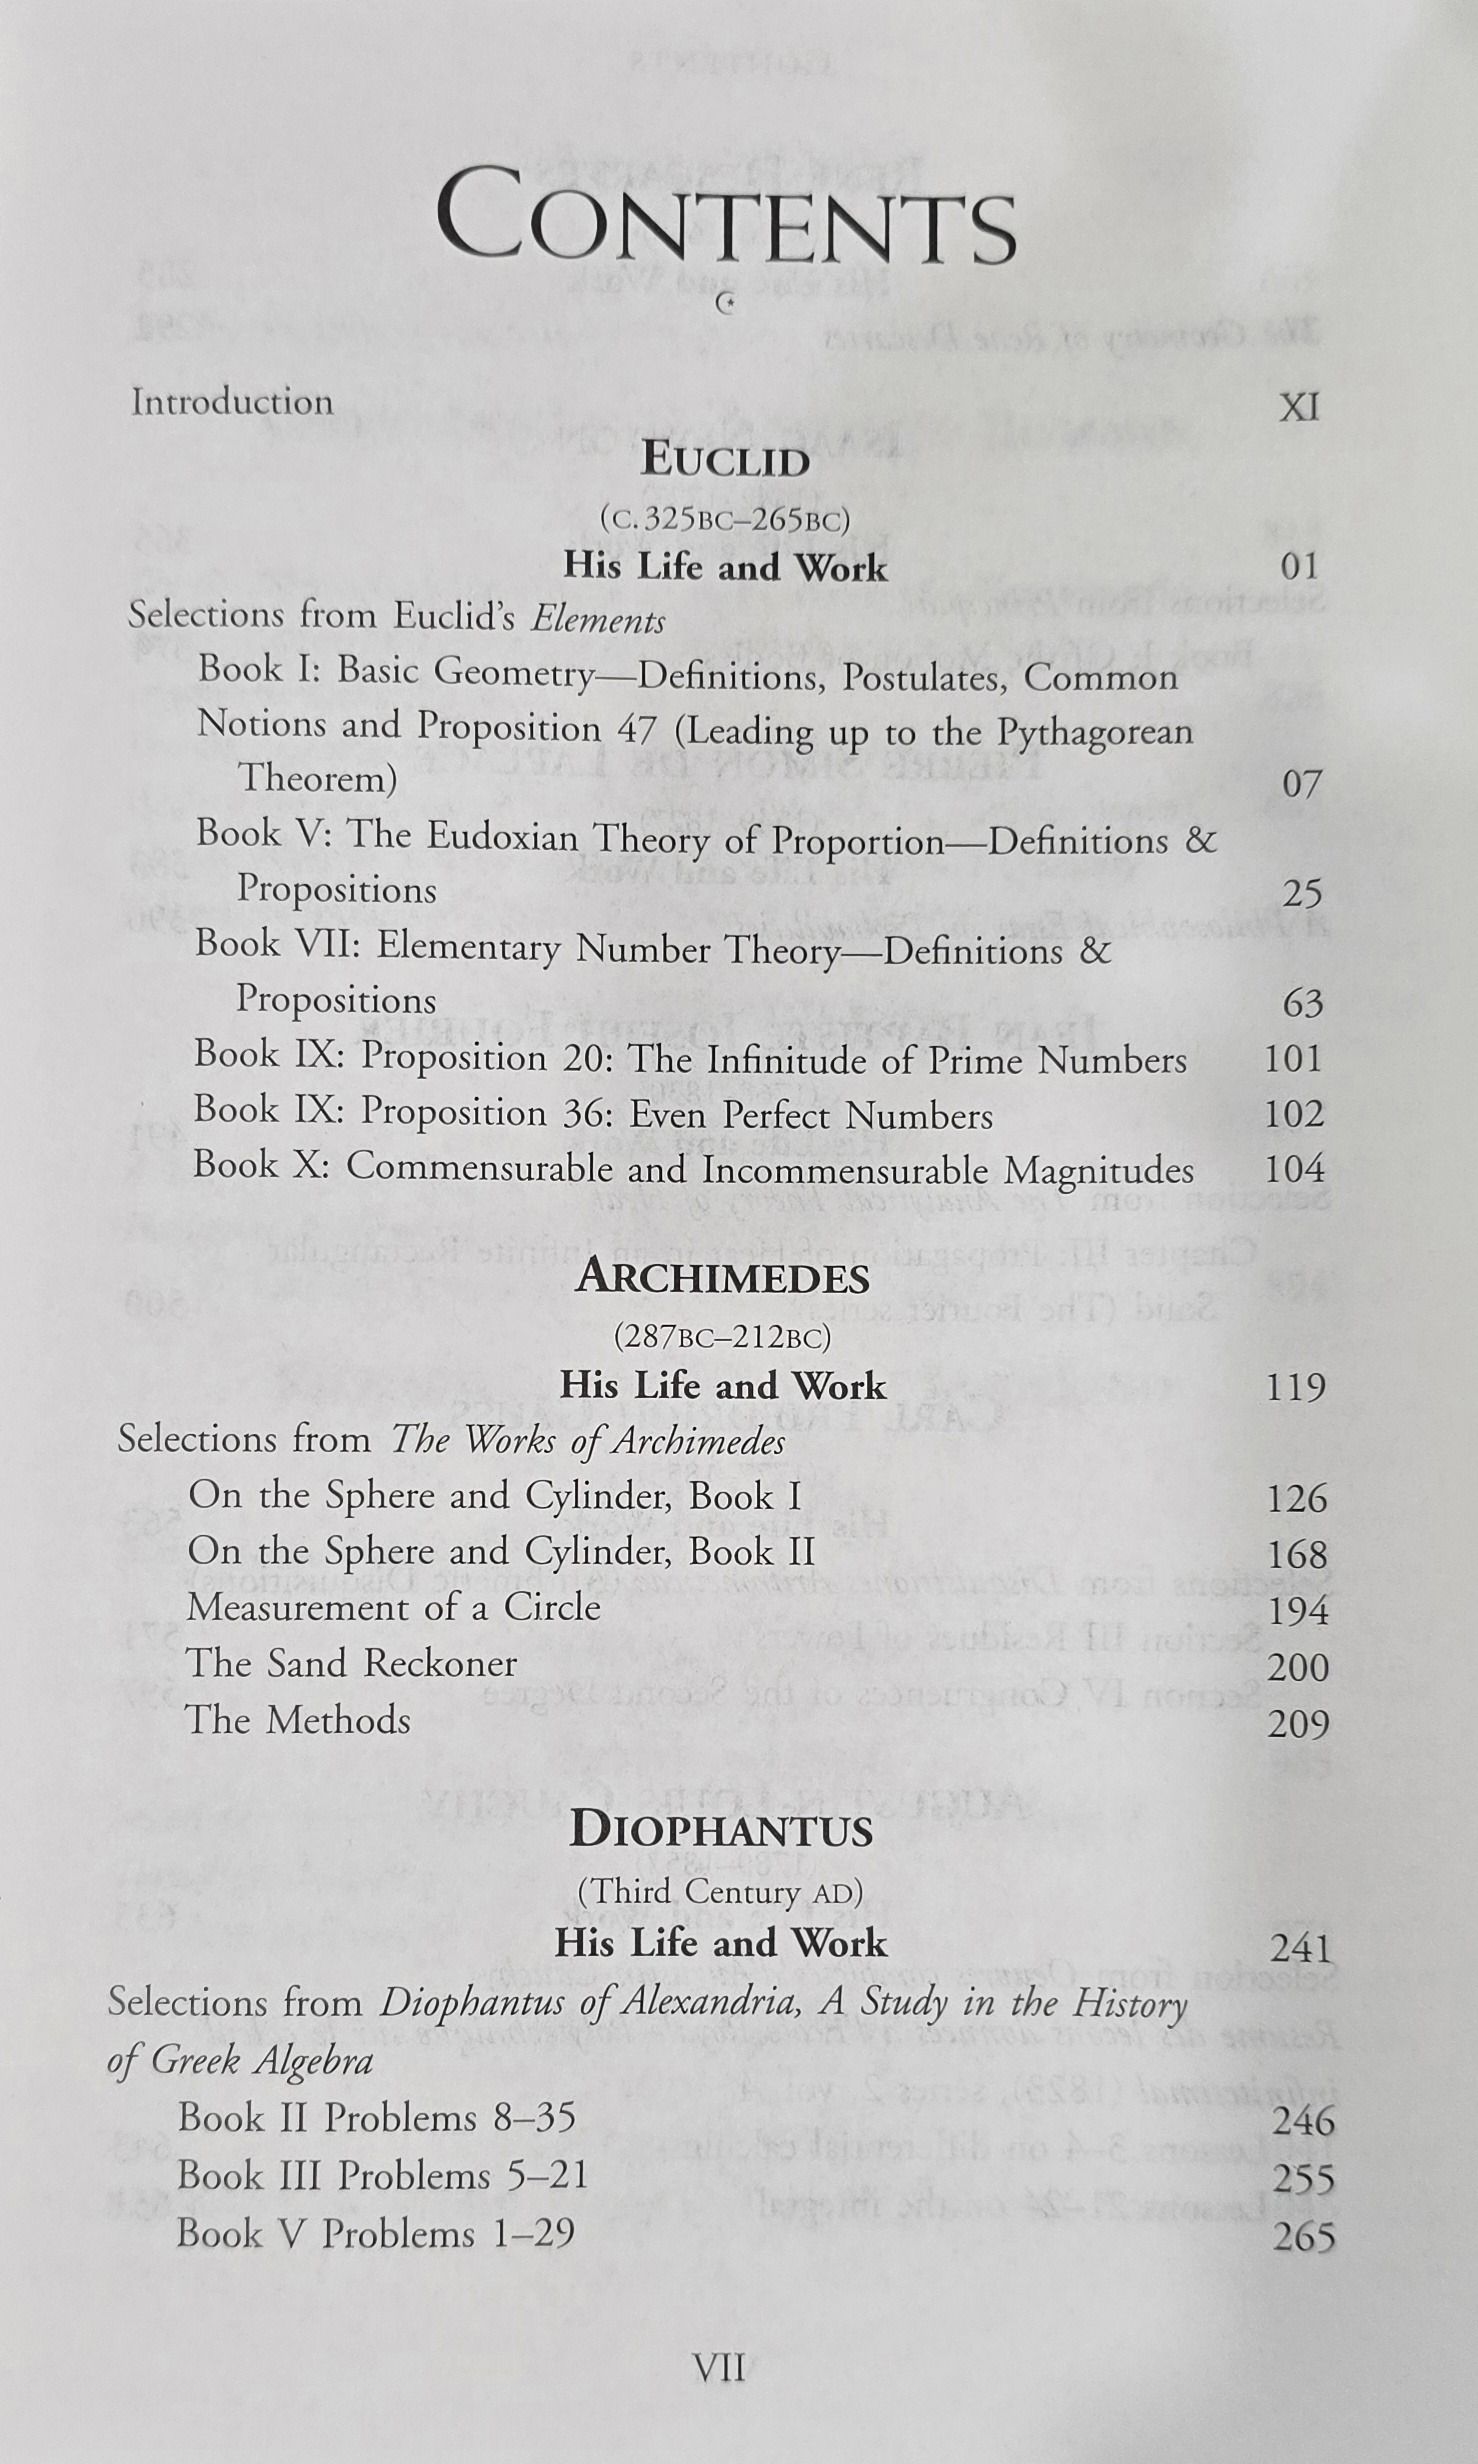 CONTENTS
Introduction XI
EUCLID
(C. 325BC–265BC)
His Life and Work 01
Selections from Euclid's Elements
Book I: Basic Geometry—Definitions, Postulates, Common
Notions and Proposition 47 (Leading up to the Pythagorean
Theorem) 07
Book V: The Eudoxian Theory of Proportion—Definitions &
Propositions 25
Book VII: Elementary Number Theory—Definitions &
Propositions 63
Book IX: Proposition 20: The Infinitude of Prime Numbers 101
Book IX: Proposition 36: Even Perfect Numbers 102
Book X: Commensurable and Incommensurable Magnitudes 104
ARCHIMEDES
(287BC–212BC)
His Life and Work 119
Selections from The Works of Archimedes
On the Sphere and Cylinder, Book I 126
On the Sphere and Cylinder, Book II 168
Measurement of a Circle 194
The Sand Reckoner 200
The Methods 209
DIOPHANTUS
(Third Century AD)
His Life and Work 241
Selections from Diophantus of Alexandria, A Study in the History
of Greek Algebra
Book II Problems 8–35 246
Book III Problems 5–21 255
Book V Problems 1–29 265
VII